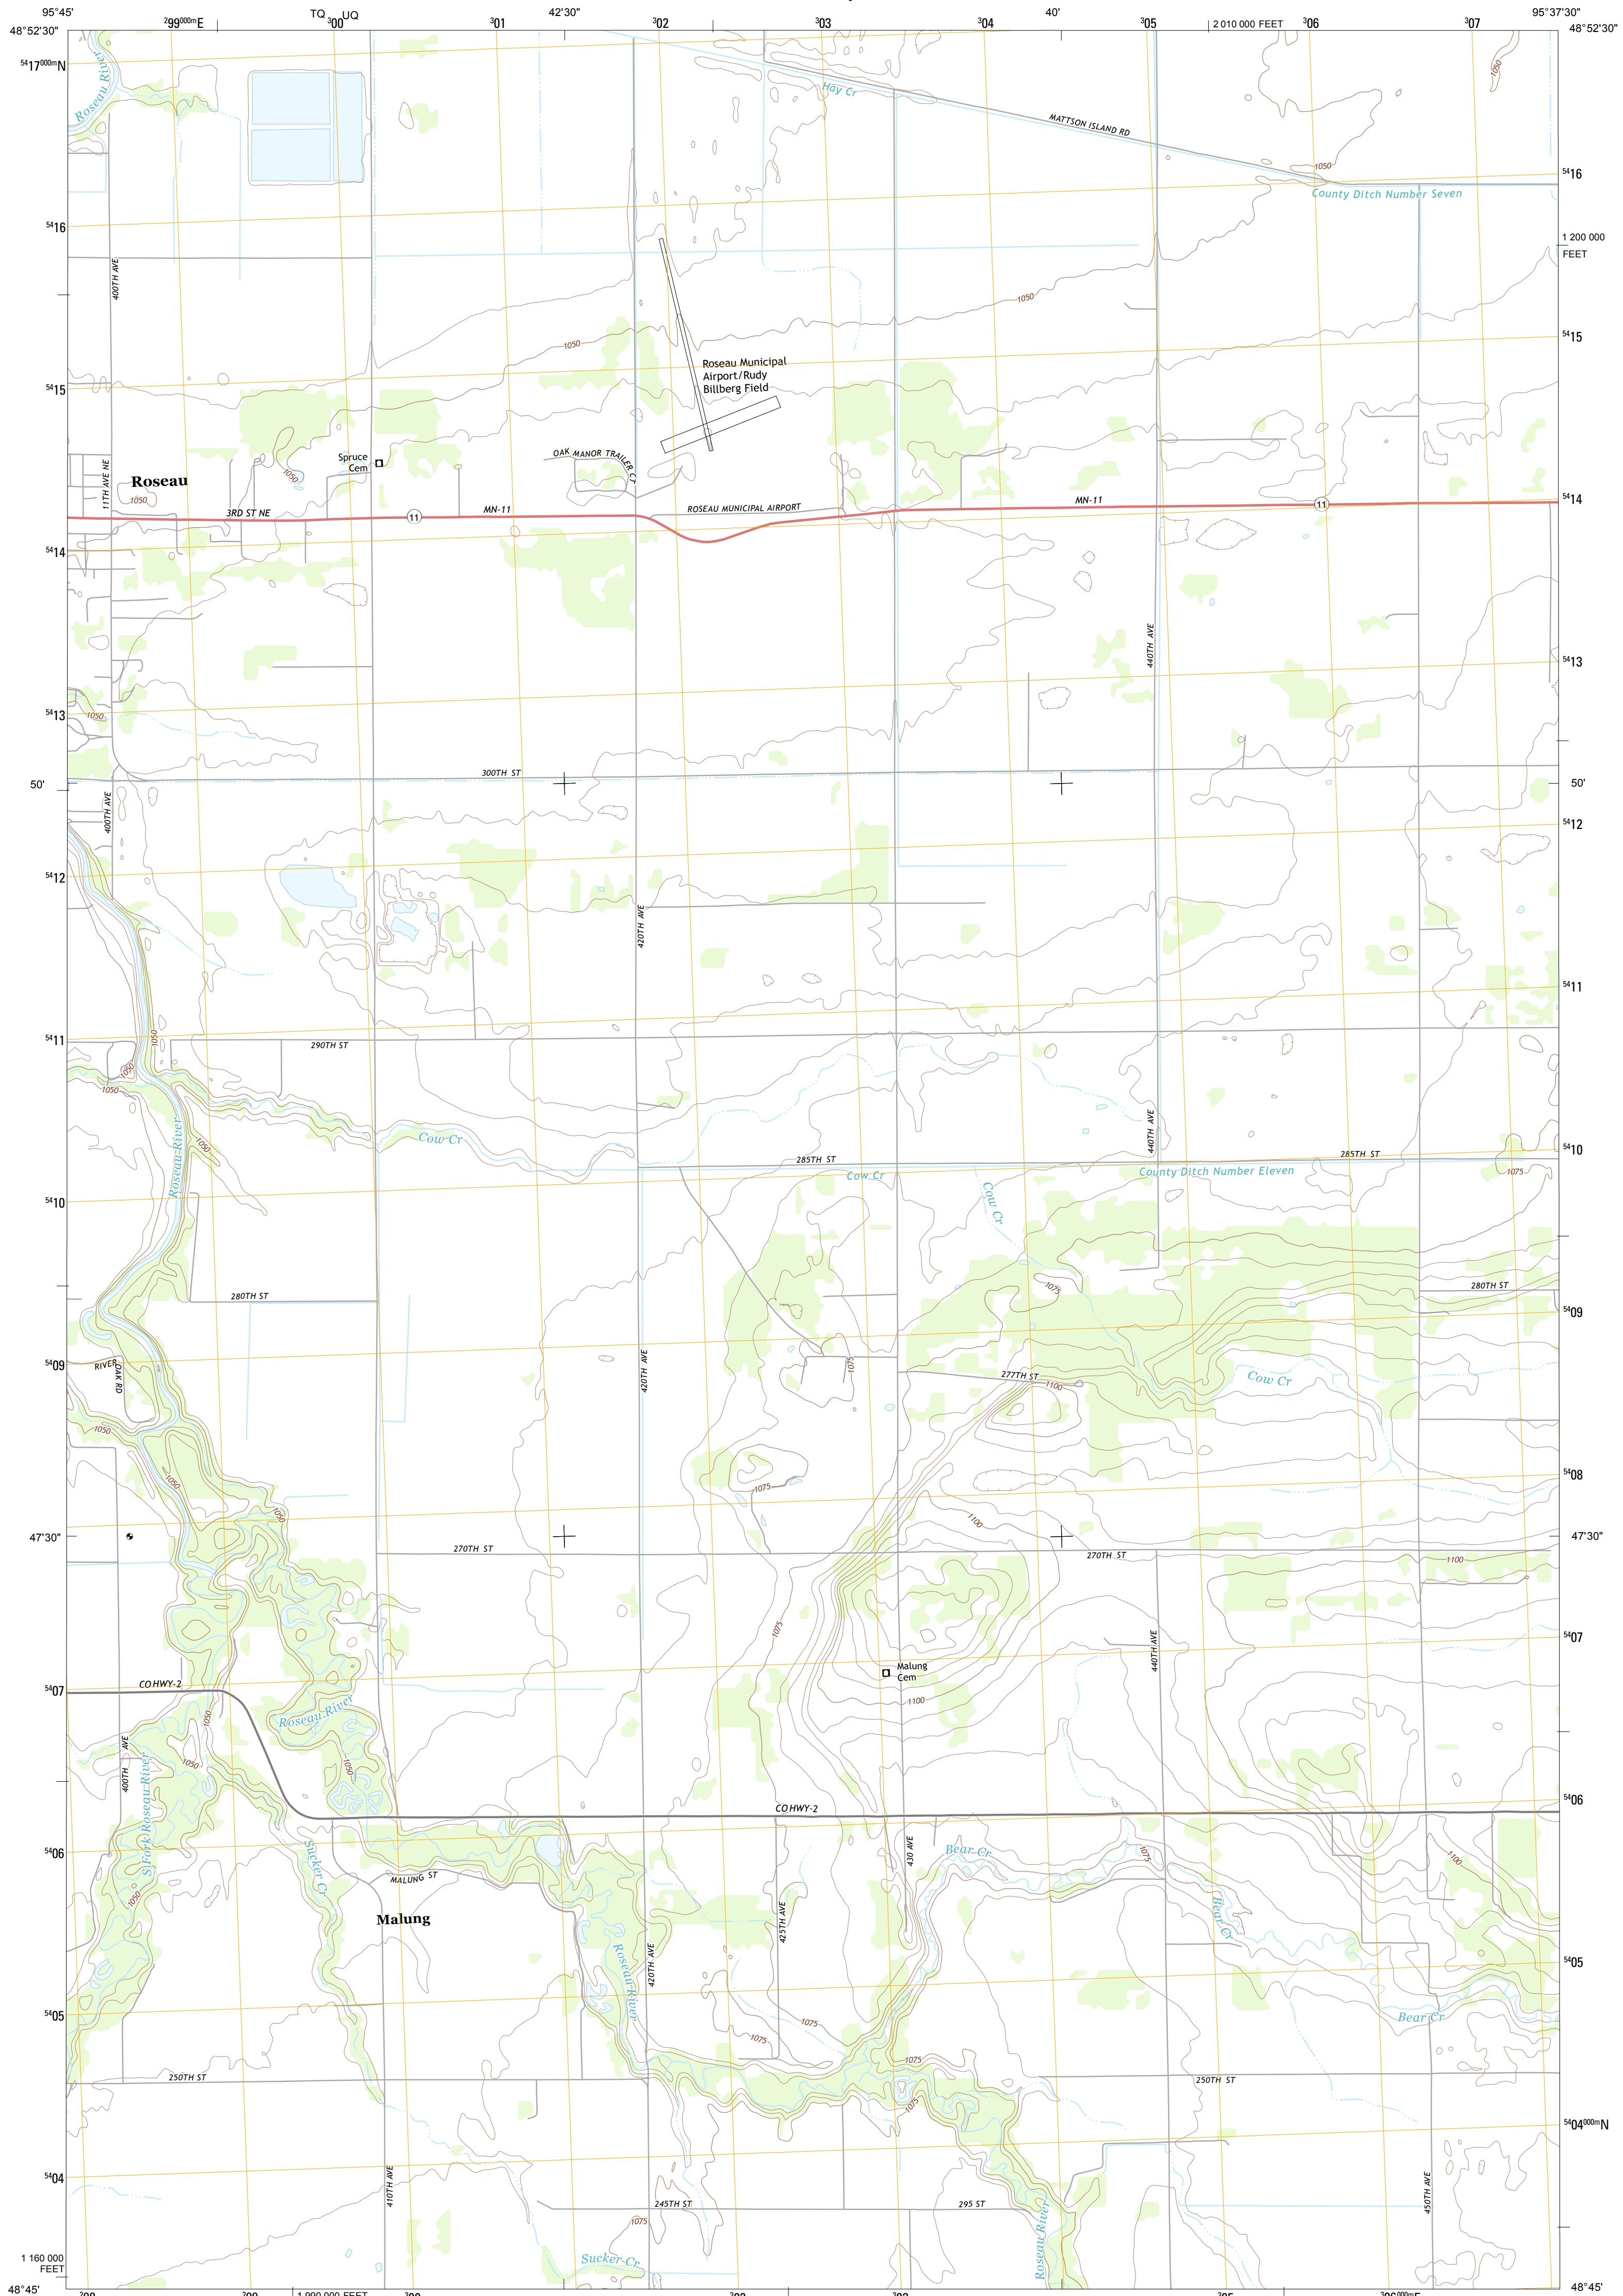 95°45'
³99⁰⁰⁰ᵐE
TQ
UQ
³00
³01
42'30"
³02
³03
³04
40'
³05
2 010 000 FEET
³06
³07
95°37'30"
48°52'30"
48°52'30"
⁵⁴17⁰⁰⁰ᵐN
Roseau River
Hay Cr
MATTSON ISLAND RD
1050
1050
⁵⁴16
County Ditch Number Seven
⁵⁴16
1 200 000
FEET
400TH AVE
1050
1050
⁵⁴15
Roseau Municipal
Airport/Rudy
Billberg Field
⁵⁴15
Spruce
Cem
OAK MANOR TRAILER CT
Roseau
11TH AVE NE
1050
1050
3RD ST NE
11
MN-11
ROSEAU MUNICIPAL AIRPORT
MN-11
11
⁵⁴14
⁵⁴14
440TH AVE
⁵⁴13
⁵⁴13
1050
300TH ST
50'
50'
400TH AVE
⁵⁴12
⁵⁴12
420TH AVE
⁵⁴11
⁵⁴11
1050
290TH ST
1050
1050
Roseau River
1050
Cow Cr
440TH AVE
285TH ST
285TH ST
⁵⁴10
Cow Cr
County Ditch Number Eleven
1075
⁵⁴10
Cow Cr
280TH ST
1075
280TH ST
⁵⁴09
⁵⁴09
RIVER
OAK RD
420TH AVE
1075
277TH ST
1100
Cow Cr
1050
1050
1075
⁵⁴08
1050
1100
47'30"
47'30"
270TH ST
270TH ST
1100
1075
440TH AVE
⁵⁴07
Malung
Cem
⁵⁴07
CO HWY-2
1100
Roseau River
1050
400TH AVE
S Fork Roseau River
1050
1050
CO HWY-2
⁵⁴06
⁵⁴06
Sucker Cr
430 AVE
Bear Cr
1075
1100
MALUNG ST
1050
Malung
425TH AVE
Bear Cr
Roseau River
420TH AVE
⁵⁴05
⁵⁴05
1075
1075
Bear Cr
1075
250TH ST
250TH ST
1075
⁵⁴04⁰⁰⁰ᵐN
⁵⁴04
410TH AVE
245TH ST
295 ST
450TH AVE
1075
Roseau River
1 160 000
FEET
Sucker Cr
48°45'
48°45'
1 990 000 FEET